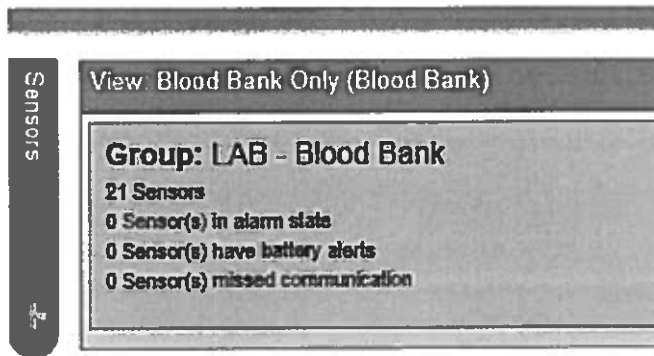 Sensors
View: Blood Bank Only (Blood Bank)
Group: LAB - Blood Bank
21 Sensors
0 Sensor(s) in alarm state
0 Sensor(s) have battery alerts
0 Sensor(s) missed communication